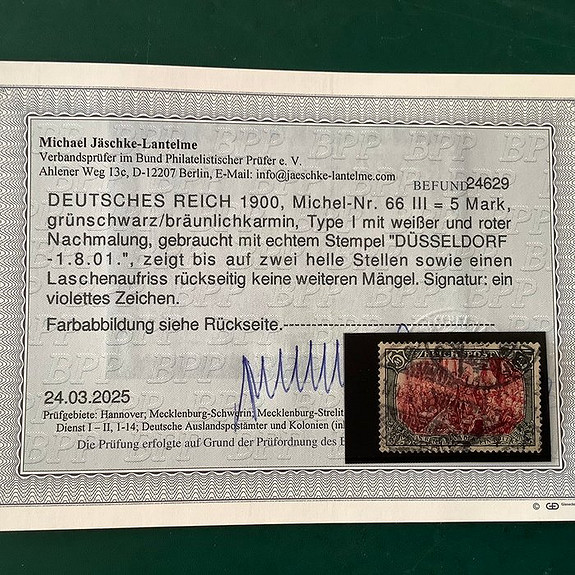 Michael Jäschke-Lantelme
Verbandsprüfer im Bund Philatelistischer Prüfer e. V.
Ahlener Weg 13c, D-12207 Berlin, E-Mail: info@jaeschke-lantelme.com
BEFUND 24629
DEUTSCHES REICH 1900, Michel-Nr. 66 III = 5 Mark,
grünschwarz/bräunlichkarmin, Type I mit weißer und roter
Nachmalung, gebraucht mit echtem Stempel "DÜSSELDORF
-1.8.01.", zeigt bis auf zwei helle Stellen sowie einen
Laschenaufriss rückseitig keine weiteren Mängel. Signatur: ein
violettes Zeichen.
Farbabbildung siehe Rückseite.-----------------------------------
24.03.2025
Prüfgebiete: Hannover; Mecklenburg-Schwerin; Mecklenburg-Strelit
Dienst I – II, 1-14; Deutsche Auslandspostämter und Kolonien (in
Die Prüfung erfolgte auf Grund der Prüfordnung des B
REICHSPOST
BPP